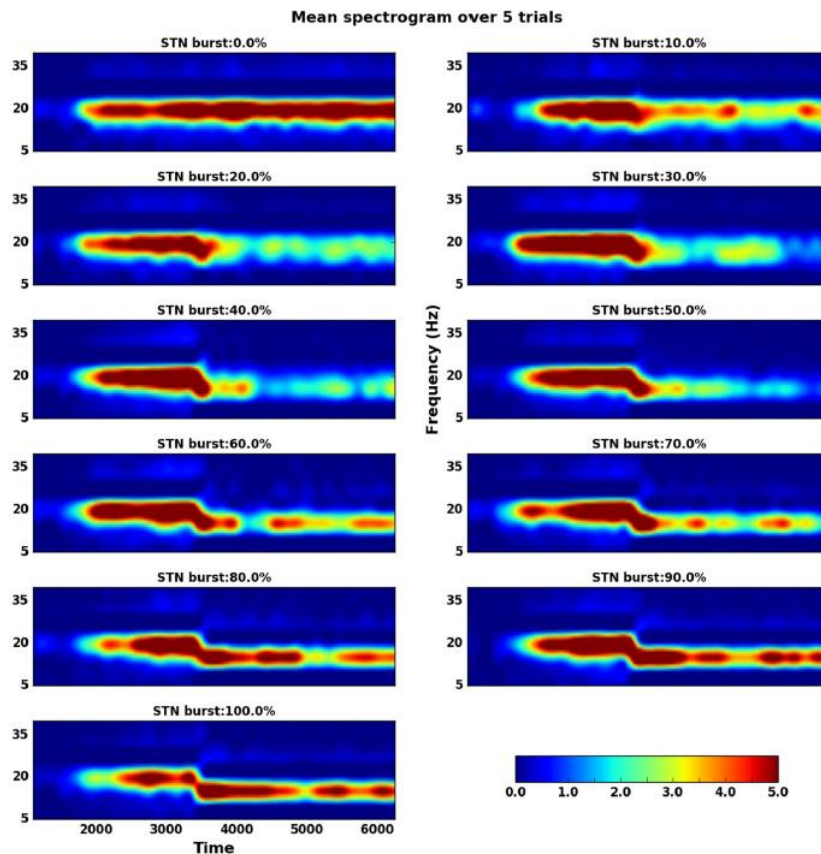 Mean spectrogram over 5 trials
STN burst:0.0%
STN burst:10.0%
35
20
5
35
20
5
STN burst:20.0%
STN burst:30.0%
40
20
5
40
20
5
STN burst:40.0%
STN burst:50.0%
35
20
5
35
20
5
Frequency (Hz)
STN burst:60.0%
STN burst:70.0%
40
20
5
40
20
5
STN burst:80.0%
STN burst:90.0%
35
20
5
35
20
5
STN burst:100.0%
40
20
5
2000 3000 4000 5000 6000
Time
0.0 1.0 2.0 3.0 4.0 5.0